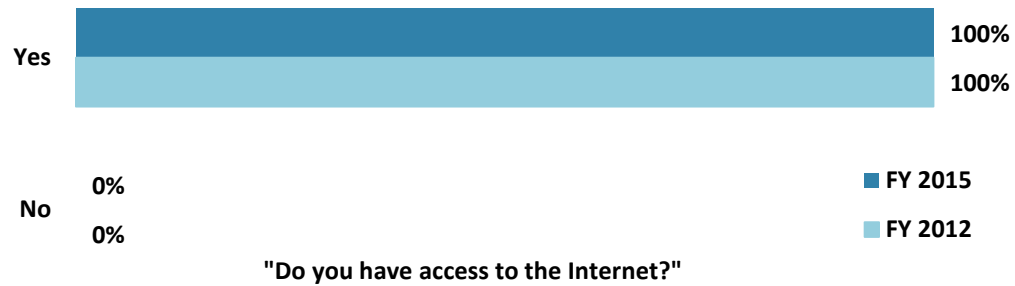 100%
Yes
100%
0%
FY 2015
No
0%
FY 2012
"Do you have access to the Internet?"